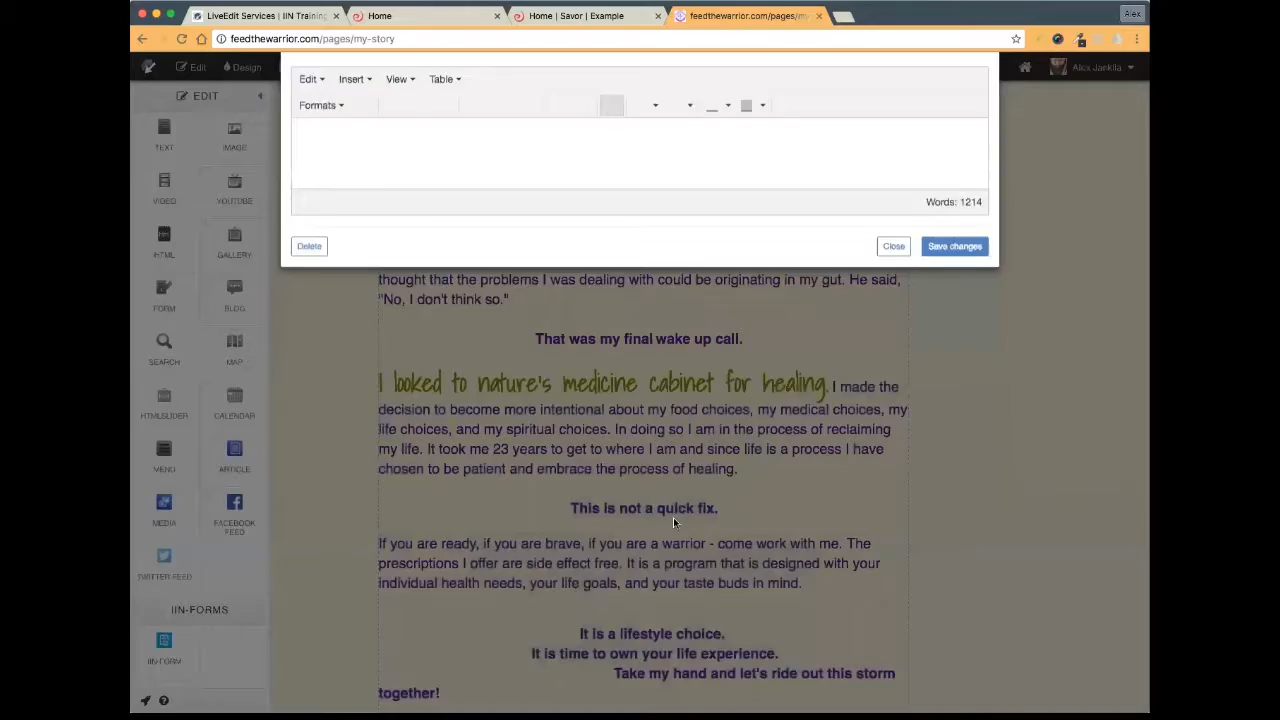 LiveEdit Services | IIN Training
Home
Home | Savor | Example
feedthewarrior.com/pages/my-
Alex
feedthewarrior.com/pages/my-story
Edit
Design
Alex Jankila
EDIT
TEXT
IMAGE
VIDEO
YOUTUBE
HTML
GALLERY
FORM
BLOG
SEARCH
MAP
HTMLSLIDER
CALENDAR
MENU
ARTICLE
MEDIA
FACEBOOK
FEED
TWITTER FEED
IIN-FORMS
IIN-FORM
Edit
Insert
View
Table
Formats
Words: 1214
Delete
Close
Save changes
thought that the problems I was dealing with could be originating in my gut. He said,
"No, I don't think so."
That was my final wake up call.
I looked to nature's medicine cabinet for healing. I made the
decision to become more intentional about my food choices, my medical choices, my
life choices, and my spiritual choices. In doing so I am in the process of reclaiming
my life. It took me 23 years to get to where I am and since life is a process I have
chosen to be patient and embrace the process of healing.
This is not a quick fix.
If you are ready, if you are brave, if you are a warrior - come work with me. The
prescriptions I offer are side effect free. It is a program that is designed with your
individual health needs, your life goals, and your taste buds in mind.
It is a lifestyle choice.
It is time to own your life experience.
Take my hand and let's ride out this storm
together!